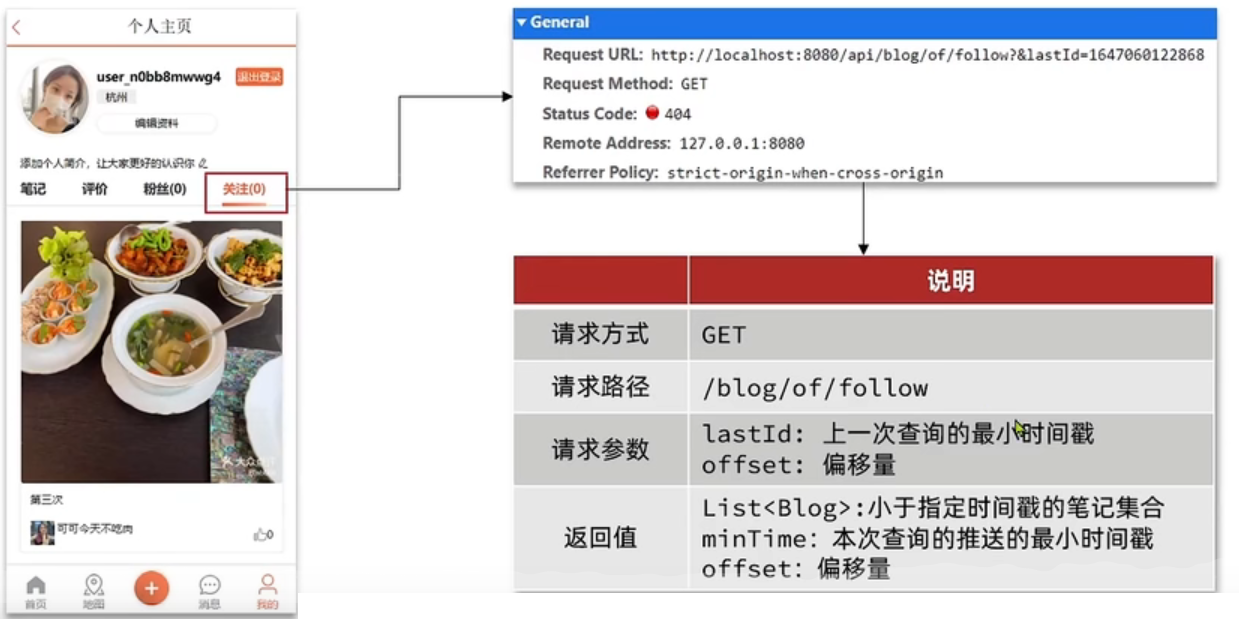 个人主页
user_n0bb8mwwg4
退出登录
杭州
编辑资料
添加个人简介，让大家更好的认识你
笔记 评价 粉丝(0) 关注(0)
第三次
可可今天不吃肉
0
首页 地图 消息 我的
General
Request URL: http://localhost:8080/api/blog/of/follow?&lastId=1647060122868
Request Method: GET
Status Code: 404
Remote Address: 127.0.0.1:8080
Referrer Policy: strict-origin-when-cross-origin
说明
请求方式 GET
请求路径 /blog/of/follow
请求参数
lastId: 上一次查询的最小时间戳
offset: 偏移量
返回值
List<Blog>:小于指定时间戳的笔记集合
minTime: 本次查询的推送的最小时间戳
offset: 偏移量